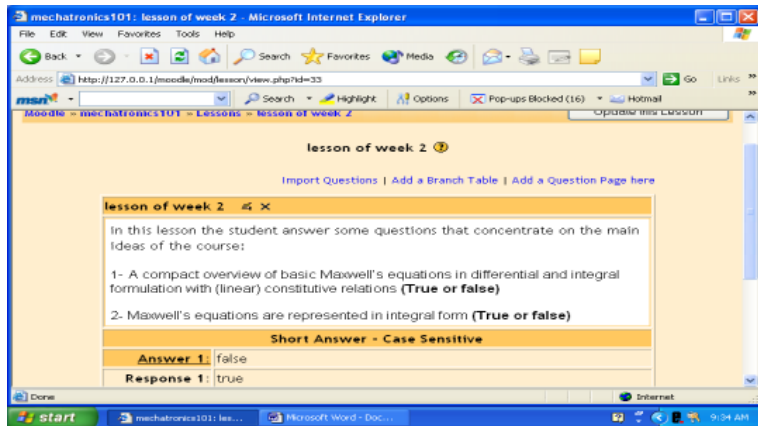 mechatronics101: lesson of week 2 - Microsoft Internet Explorer
File Edit View Favorites Tools Help
Back Search Favorites Media
Address http://127.0.0.1/moodle/mod/lesson/view.php?id=33 Go Links »
msn Search Highlight Options Pop-ups Blocked (16) Hotmail »
Moodle » mechatronics101 » Lessons » lesson of week 2 Update this Lesson
lesson of week 2
Import Questions | Add a Branch Table | Add a Question Page here
lesson of week 2
In this lesson the student answer some questions that concentrate on the main
ideas of the course:
1- A compact overview of basic Maxwell's equations in differential and integral
formulation with (linear) constitutive relations (True or false)
2- Maxwell's equations are represented in integral form (True or false)
Short Answer - Case Sensitive
Answer 1: false
Response 1: true
Done Internet
start mechatronics101: les... Microsoft Word - Doc... 9:34 AM